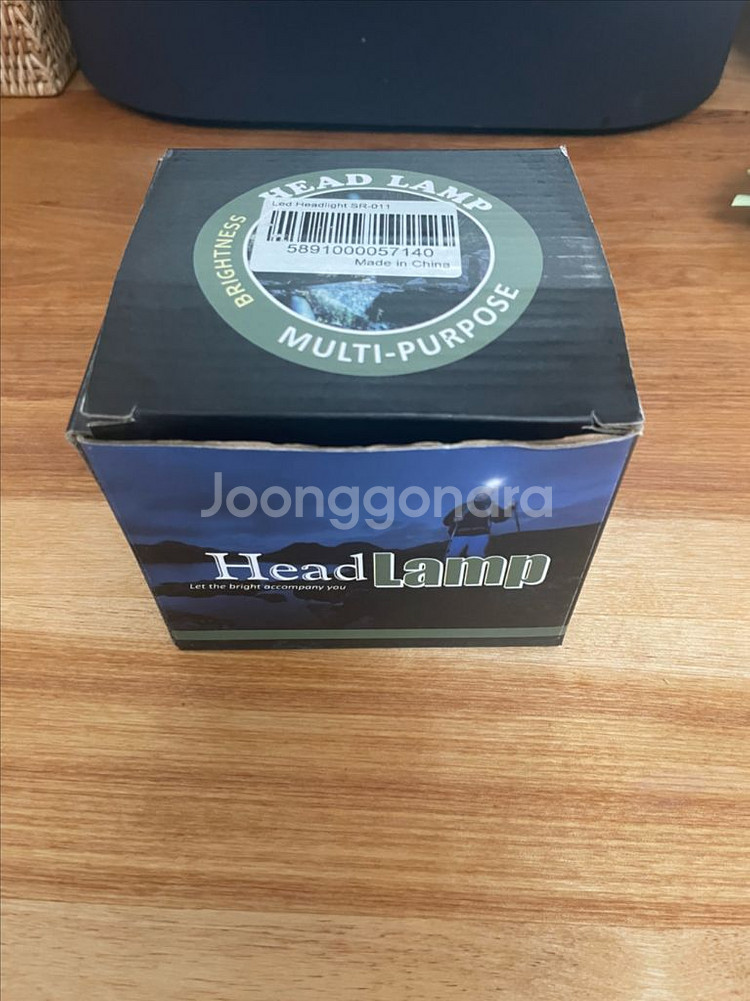 HEAD LAMP
Led Headlight SR-011
BRIGHTNESS
5891000057140
Made in China
MULTI-PURPOSE
Joonggonara
Head Lamp
Let the bright accompany you